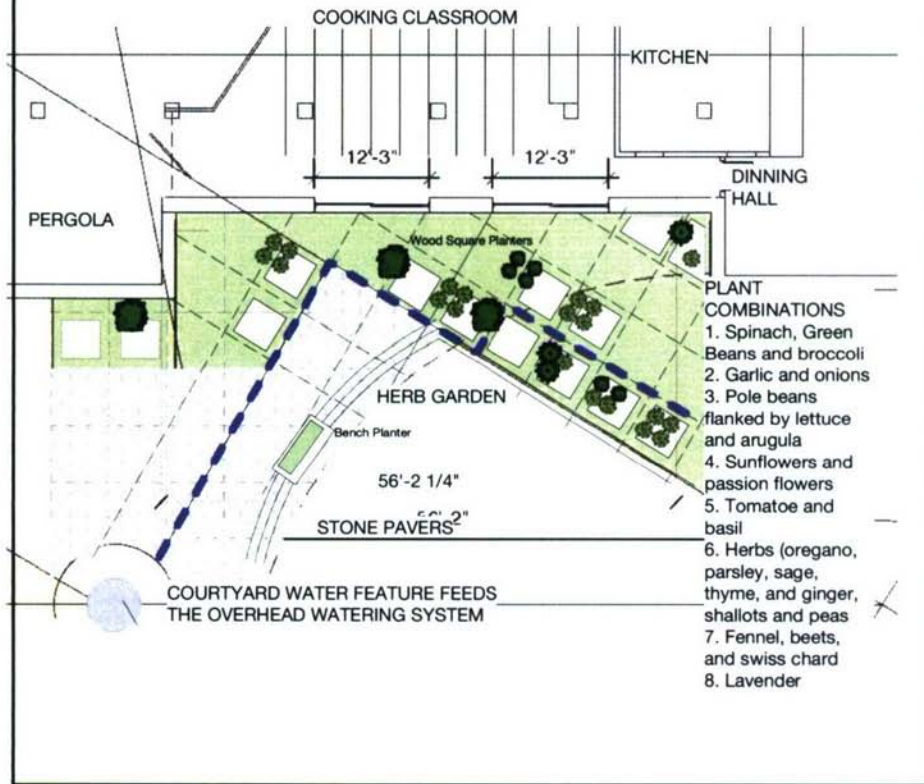 COOKING CLASSROOM
KITCHEN
12'-3"
12'-3"
DINNING
HALL
PERGOLA
Wood Square Planters
PLANT
COMBINATIONS
1. Spinach, Green
Beans and broccoli
2. Garlic and onions
3. Pole beans
flanked by lettuce
and arugula
4. Sunflowers and
passion flowers
5. Tomatoe and
basil
6. Herbs (oregano,
parsley, sage,
thyme, and ginger,
shallots and peas
7. Fennel, beets,
and swiss chard
8. Lavender
HERB GARDEN
Bench Planter
56'-2 1/4"
STONE PAVERS
COURTYARD WATER FEATURE FEEDS
THE OVERHEAD WATERING SYSTEM